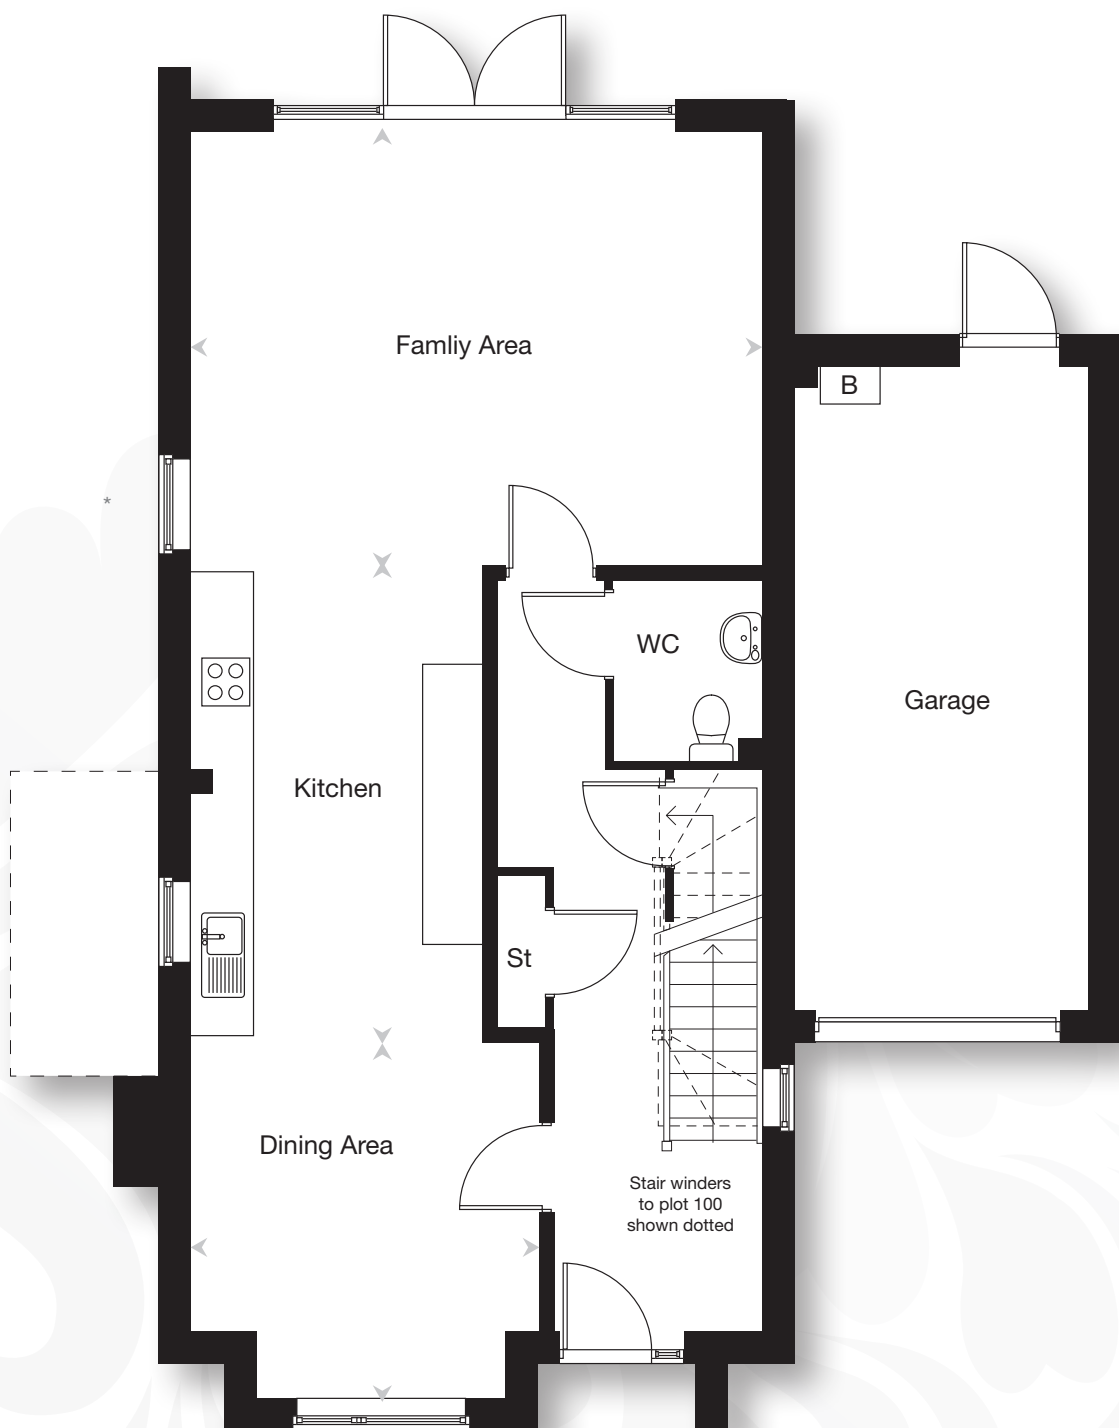 Famliy Area
B
*
WC
Garage
Kitchen
St
Dining Area
Stair winders
to plot 100
shown dotted